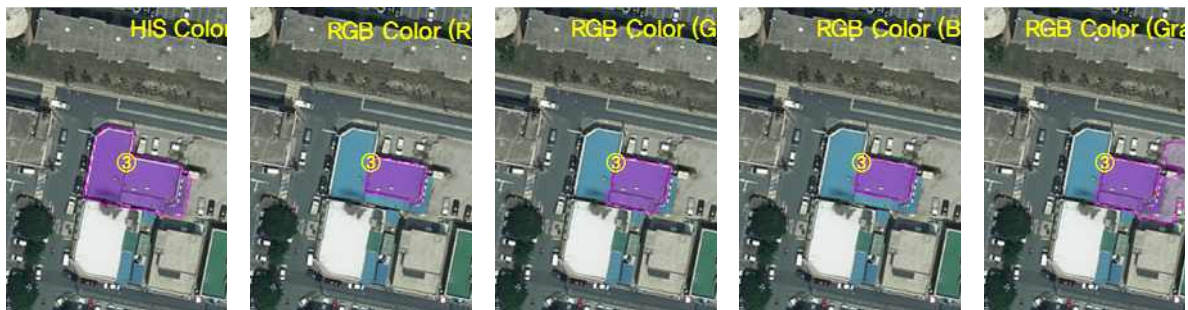 HIS Color
RGB Color (R
RGB Color (G
RGB Color (B
RGB Color (Gra
③
③
③
③
③